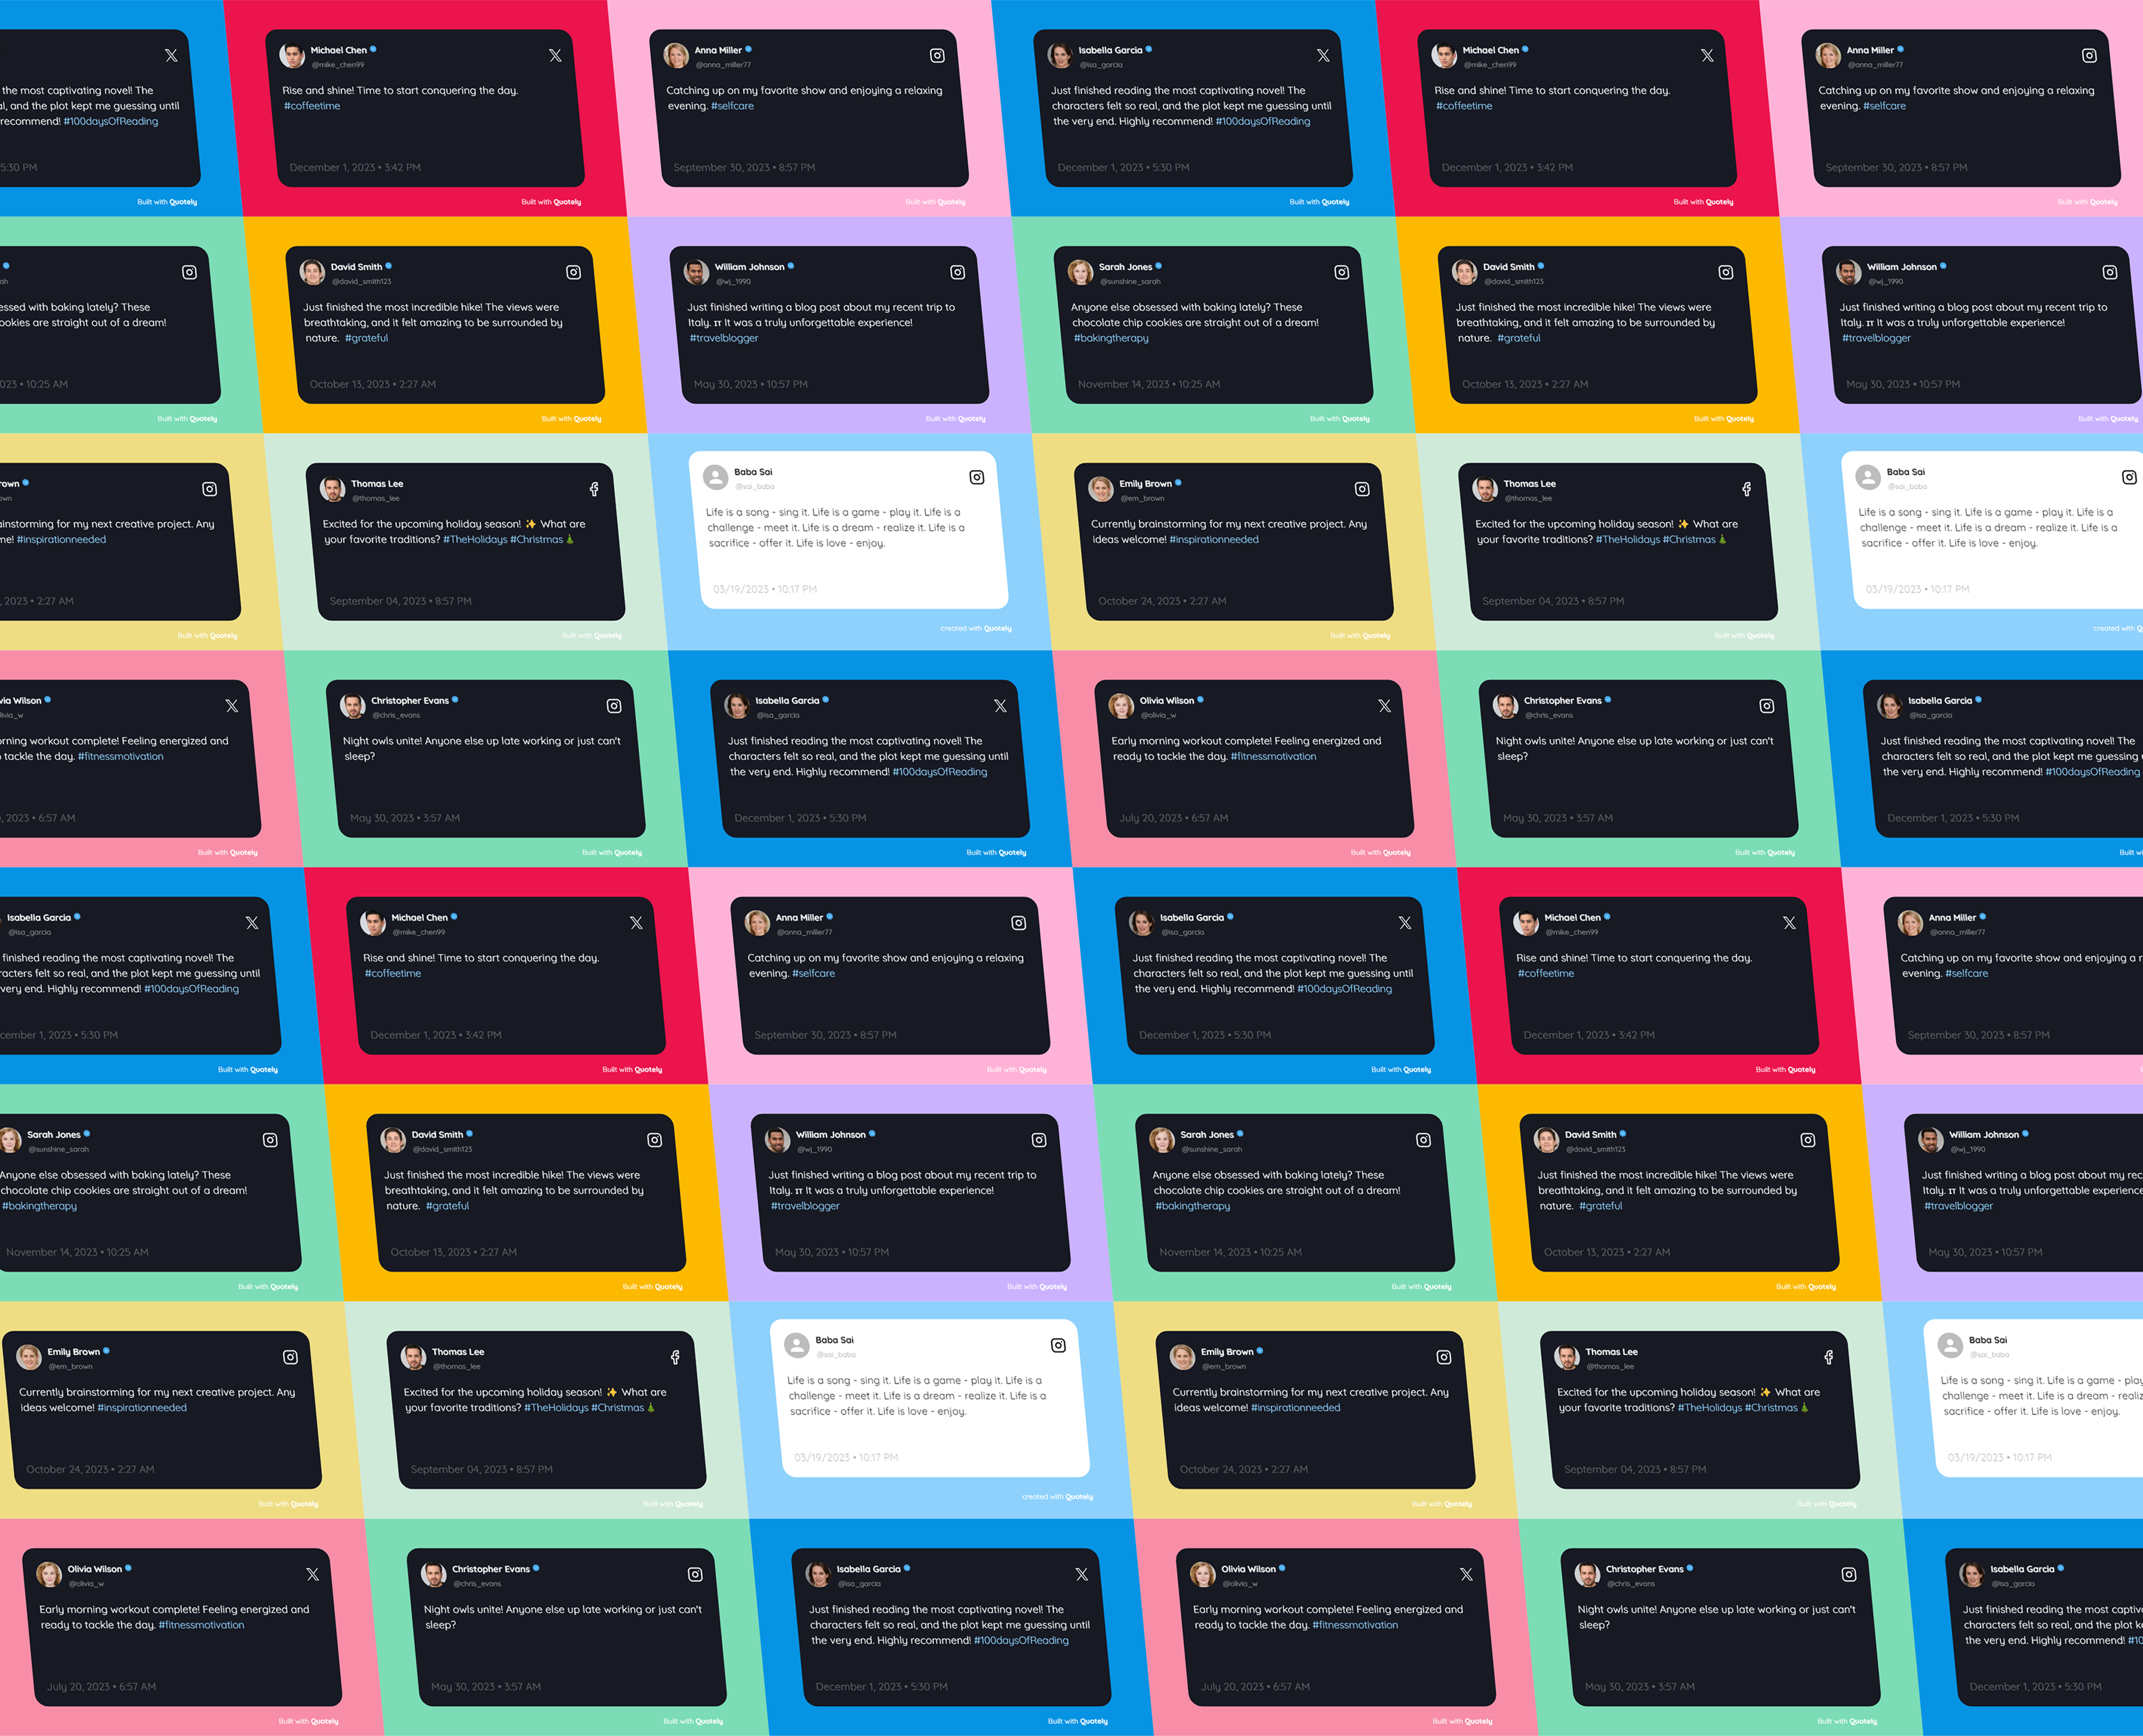 the most captivating novel! The
and the plot kept me guessing until
recommend! #100daysOfReading
5:30 PM
Built with Quotely
Michael Chen
@mike_chen99
Rise and shine! Time to start conquering the day.
#coffeetime
December 1, 2023 • 3:42 PM
Built with Quotely
Anna Miller
@anna_miller77
Catching up on my favorite show and enjoying a relaxing
evening. #selfcare
September 30, 2023 • 8:57 PM
Built with Quotely
Isabella Garcia
@isa_garcia
Just finished reading the most captivating novel! The
characters felt so real, and the plot kept me guessing until
the very end. Highly recommend! #100daysOfReading
December 1, 2023 • 5:30 PM
Built with Quotely
Michael Chen
@mike_chen99
Rise and shine! Time to start conquering the day.
#coffeetime
December 1, 2023 • 3:42 PM
Built with Quotely
Anna Miller
@anna_miller77
Catching up on my favorite show and enjoying a relaxing
evening. #selfcare
September 30, 2023 • 8:57 PM
Built with Quotely
with baking lately? These
are straight out of a dream!
• 10:25 AM
Built with Quotely
David Smith
@david_smith123
Just finished the most incredible hike! The views were
breathtaking, and it felt amazing to be surrounded by
nature. #grateful
October 13, 2023 • 2:27 AM
Built with Quotely
William Johnson
@wj_1990
Just finished writing a blog post about my recent trip to
Italy. IT It was a truly unforgettable experience!
#travelblogger
May 30, 2023 • 10:57 PM
Built with Quotely
Sarah Jones
@sunshine_sarah
Anyone else obsessed with baking lately? These
chocolate chip cookies are straight out of a dream!
#bakingtherapy
November 14, 2023 • 10:25 AM
Built with Quotely
David Smith
@david_smith123
Just finished the most incredible hike! The views were
breathtaking, and it felt amazing to be surrounded by
nature. #grateful
October 13, 2023 • 2:27 AM
Built with Quotely
William Johnson
@wj_1990
Just finished writing a blog post about my recent trip to
Italy. IT It was a truly unforgettable experience!
#travelblogger
May 30, 2023 • 10:57 PM
Built with Quotely
for my next creative project. Any
#inspirationneeded
2023 • 2:27 AM
Built with Quotely
Thomas Lee
@thomas_lee
Excited for the upcoming holiday season! ✨ What are
your favorite traditions? #TheHolidays #Christmas🎄
September 04, 2023 • 8:57 PM
Built with Quotely
Baba Sai
@sai_baba
Life is a song - sing it. Life is a game - play it. Life is a
challenge - meet it. Life is a dream - realize it. Life is a
sacrifice - offer it. Life is love - enjoy.
03/19/2023 • 10:17 PM
created with Quotely
Emily Brown
@em_brown
Currently brainstorming for my next creative project. Any
ideas welcome! #inspirationneeded
October 24, 2023 • 2:27 AM
Built with Quotely
Thomas Lee
@thomas_lee
Excited for the upcoming holiday season! ✨ What are
your favorite traditions? #TheHolidays #Christmas🎄
September 04, 2023 • 8:57 PM
Built with Quotely
Baba Sai
@sai_baba
Life is a song - sing it. Life is a game - play it. Life is a
challenge - meet it. Life is a dream - realize it. Life is a
sacrifice - offer it. Life is love - enjoy.
03/19/2023 • 10:17 PM
created with
Wilson
workout complete! Feeling energized and
tackle the day. #fitnessmotivation
2023 • 6:57 AM
Built with Quotely
Christopher Evans
@chris_evans
Night owls unite! Anyone else up late working or just can't
sleep?
May 30, 2023 • 3:57 AM
Built with Quotely
Isabella Garcia
@isa_garcia
Just finished reading the most captivating novel! The
characters felt so real, and the plot kept me guessing until
the very end. Highly recommend! #100daysOfReading
December 1, 2023 • 5:30 PM
Built with Quotely
Olivia Wilson
@olivia_w
Early morning workout complete! Feeling energized and
ready to tackle the day. #fitnessmotivation
July 20, 2023 • 6:57 AM
Built with Quotely
Christopher Evans
@chris_evans
Night owls unite! Anyone else up late working or just can't
sleep?
May 30, 2023 • 3:57 AM
Built with Quotely
Isabella Garcia
@isa_garcia
Just finished reading the most captivating novel! The
characters felt so real, and the plot kept me guessing
the very end. Highly recommend! #100daysOfReading
December 1, 2023 • 5:30 PM
Built
Isabella Garcia
@isa_garcia
finished reading the most captivating novel! The
felt so real, and the plot kept me guessing until
very end. Highly recommend! #100daysOfReading
1, 2023 • 5:30 PM
Built with Quotely
Michael Chen
@mike_chen99
Rise and shine! Time to start conquering the day.
#coffeetime
December 1, 2023 • 3:42 PM
Built with Quotely
Anna Miller
@anna_miller77
Catching up on my favorite show and enjoying a relaxing
evening. #selfcare
September 30, 2023 • 8:57 PM
Built with Quotely
Isabella Garcia
@isa_garcia
Just finished reading the most captivating novel! The
characters felt so real, and the plot kept me guessing until
the very end. Highly recommend! #100daysOfReading
December 1, 2023 • 5:30 PM
Built with Quotely
Michael Chen
@mike_chen99
Rise and shine! Time to start conquering the day.
#coffeetime
December 1, 2023 • 3:42 PM
Built with Quotely
Anna Miller
@anna_miller77
Catching up on my favorite show and enjoying a
evening. #selfcare
September 30, 2023 • 8:57 PM
Sarah Jones
@sunshine_sarah
Anyone else obsessed with baking lately? These
chocolate chip cookies are straight out of a dream!
#bakingtherapy
November 14, 2023 • 10:25 AM
Built with Quotely
David Smith
@david_smith123
Just finished the most incredible hike! The views were
breathtaking, and it felt amazing to be surrounded by
nature. #grateful
October 13, 2023 • 2:27 AM
Built with Quotely
William Johnson
@wj_1990
Just finished writing a blog post about my recent trip to
Italy. IT It was a truly unforgettable experience!
#travelblogger
May 30, 2023 • 10:57 PM
Built with Quotely
Sarah Jones
@sunshine_sarah
Anyone else obsessed with baking lately? These
chocolate chip cookies are straight out of a dream!
#bakingtherapy
November 14, 2023 • 10:25 AM
Built with Quotely
David Smith
@david_smith123
Just finished the most incredible hike! The views were
breathtaking, and it felt amazing to be surrounded by
nature. #grateful
October 13, 2023 • 2:27 AM
Built with Quotely
William Johnson
@wj_1990
Just finished writing a blog post about my
Italy. IT It was a truly unforgettable experience
#travelblogger
May 30, 2023 • 10:57 PM
Emily Brown
@em_brown
Currently brainstorming for my next creative project. Any
ideas welcome! #inspirationneeded
October 24, 2023 • 2:27 AM
Built with Quotely
Thomas Lee
@thomas_lee
Excited for the upcoming holiday season! ✨ What are
your favorite traditions? #TheHolidays #Christmas🎄
September 04, 2023 • 8:57 PM
Built with Quotely
Baba Sai
@sai_baba
Life is a song - sing it. Life is a game - play it. Life is a
challenge - meet it. Life is a dream - realize it. Life is a
sacrifice - offer it. Life is love - enjoy.
03/19/2023 • 10:17 PM
created with Quotely
Emily Brown
@em_brown
Currently brainstorming for my next creative project. Any
ideas welcome! #inspirationneeded
October 24, 2023 • 2:27 AM
Built with Quotely
Thomas Lee
@thomas_lee
Excited for the upcoming holiday season! ✨ What are
your favorite traditions? #TheHolidays #Christmas🎄
September 04, 2023 • 8:57 PM
Built with Quotely
Baba Sai
@sai_baba
Life is a song - sing it. Life is a game - play
challenge - meet it. Life is a dream -
sacrifice - offer it. Life is love - enjoy.
03/19/2023 • 10:17 PM
Olivia Wilson
@olivia_w
Early morning workout complete! Feeling energized and
ready to tackle the day. #fitnessmotivation
July 20, 2023 • 6:57 AM
Built with Quotely
Christopher Evans
@chris_evans
Night owls unite! Anyone else up late working or just can't
sleep?
May 30, 2023 • 3:57 AM
Built with Quotely
Isabella Garcia
@isa_garcia
Just finished reading the most captivating novel! The
characters felt so real, and the plot kept me guessing until
the very end. Highly recommend! #100daysOfReading
December 1, 2023 • 5:30 PM
Built with Quotely
Olivia Wilson
@olivia_w
Early morning workout complete! Feeling energized and
ready to tackle the day. #fitnessmotivation
July 20, 2023 • 6:57 AM
Built with Quotely
Christopher Evans
@chris_evans
Night owls unite! Anyone else up late working or just can't
sleep?
May 30, 2023 • 3:57 AM
Built with Quotely
Isabella Garcia
@isa_garcia
Just finished reading the most
characters felt so real, and the plot
the very end. Highly recommend!
December 1, 2023 • 5:30 PM